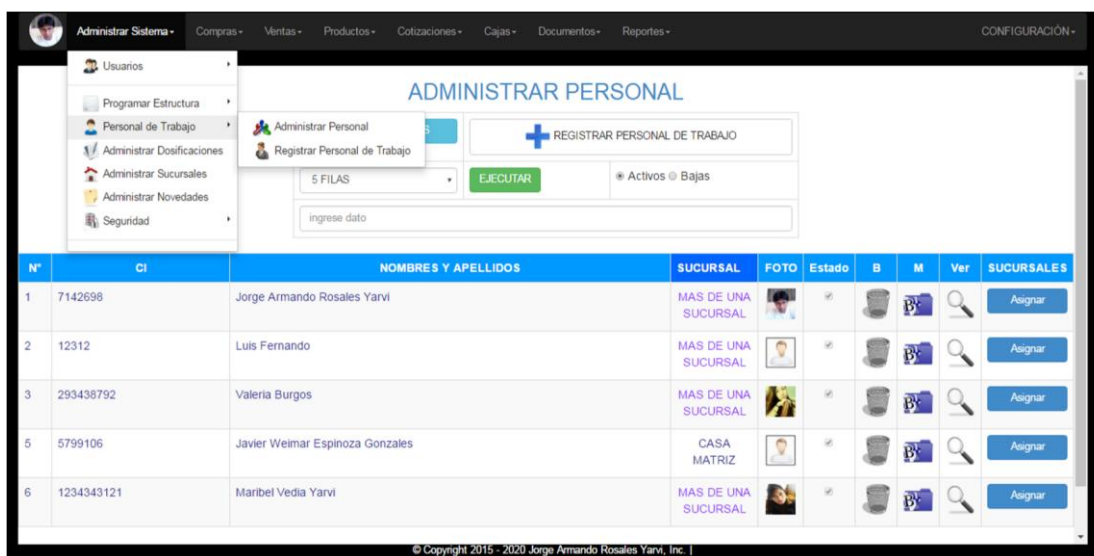 Administrar Sistema Compras Ventas Productos Cotizaciones Cajas Documentos Reportes CONFIGURACIÓN
Usuarios
Programar Estructura
Personal de Trabajo
Administrar Dosificaciones
Administrar Sucursales
Administrar Novedades
Seguridad
Administrar Personal
Registrar Personal de Trabajo
ADMINISTRAR PERSONAL
S
REGISTRAR PERSONAL DE TRABAJO
5 FILAS EJECUTAR Activos Bajas
ingrese dato
N° CI NOMBRES Y APELLIDOS SUCURSAL FOTO Estado B M Ver SUCURSALES
1 7142698 Jorge Armando Rosales Yarvi MAS DE UNA SUCURSAL Asignar
2 12312 Luis Fernando MAS DE UNA SUCURSAL Asignar
3 293438792 Valeria Burgos MAS DE UNA SUCURSAL Asignar
5 5799106 Javier Weimar Espinoza Gonzales CASA MATRIZ Asignar
6 1234343121 Maribel Vedia Yarvi MAS DE UNA SUCURSAL Asignar
© Copyright 2015 - 2020 Jorge Armando Rosales Yarvi, Inc. |